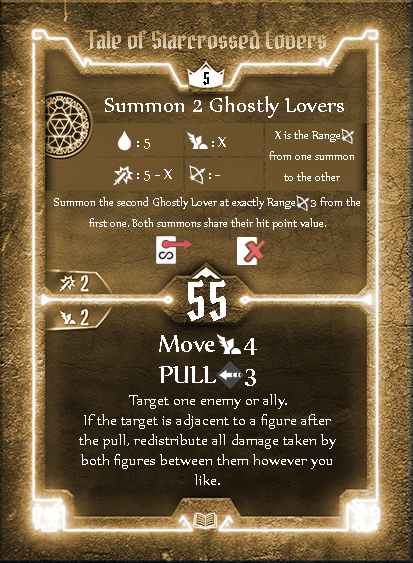 Tale of Starcrossed Lovers
5
Summon 2 Ghostly Lovers
: 5
: X
: 5 - X
: -
X is the Range
from one summon
to the other
Summon the second Ghostly Lover at exactly Range 3 from the
first one. Both summons share their hit point value.
2
2
55
Move 4
PULL 3
Target one enemy or ally.
If the target is adjacent to a figure after
the pull, redistribute all damage taken by
both figures between them however you
like.